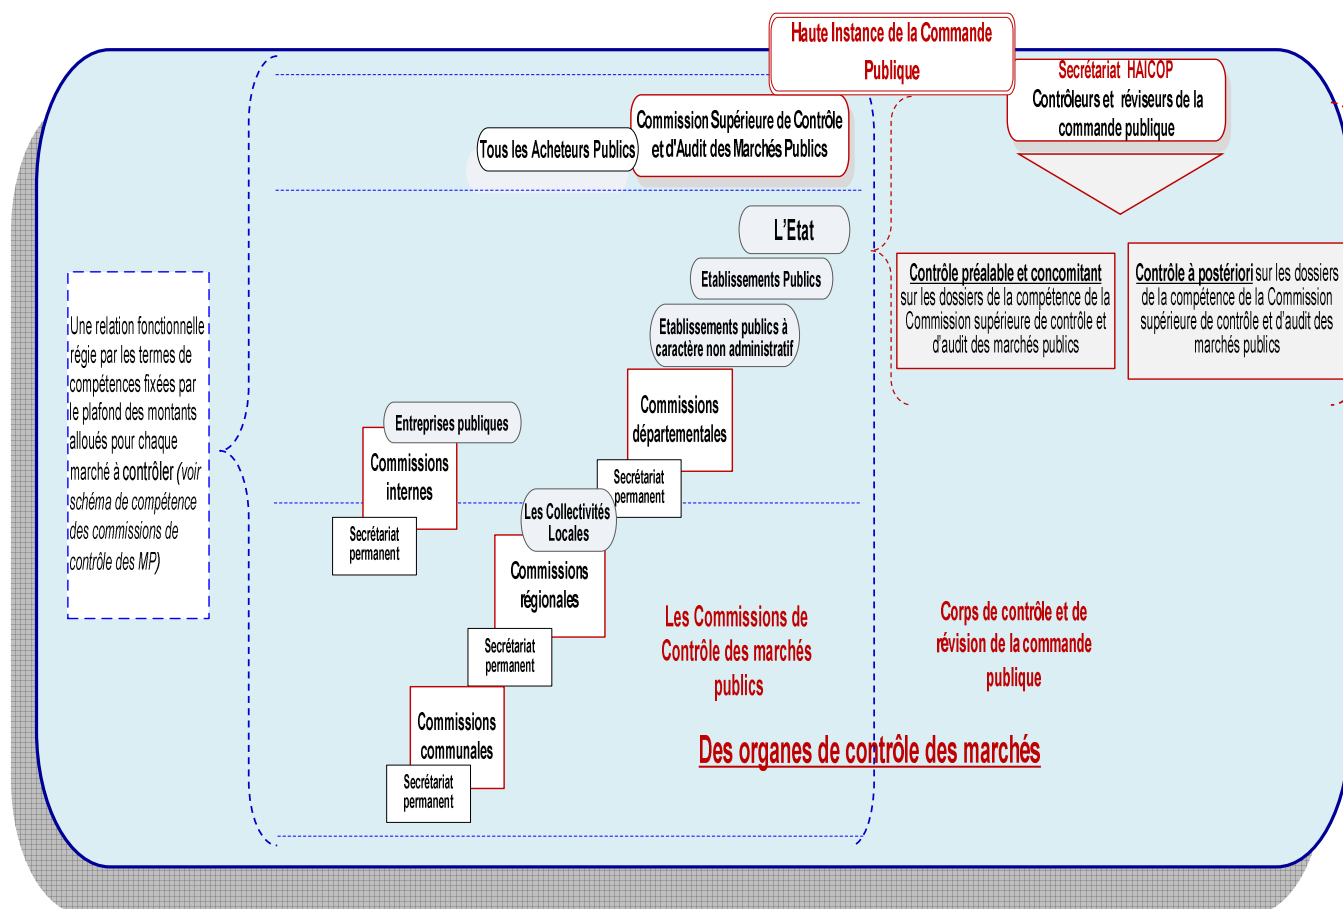 Haute Instance de la Commande
Publique
Secrétariat HAICOP
Contrôleurs et réviseurs de la
commande publique
Commission Supérieure de Contrôle
et d'Audit des Marchés Publics
Tous les Acheteurs Publics
L'Etat
Etablissements Publics
Etablissements publics à
caractère non administratif
Contrôle préalable et concomitant
sur les dossiers de la compétence de la
Commission supérieure de contrôle et
d'audit des marchés publics
Contrôle à postériori sur les dossiers
de la compétence de la Commission
supérieure de contrôle et d'audit des
marchés publics
Une relation fonctionnelle
régie par les termes de
compétences fixées par
le plafond des montants
alloués pour chaque
marché à contrôler (voir
schéma de compétence
des commissions de
contrôle des MP)
Commissions
départementales
Secrétariat
permanent
Entreprises publiques
Commissions
internes
Secrétariat
permanent
Les Collectivités
Locales
Commissions
régionales
Secrétariat
permanent
Commissions
communales
Secrétariat
permanent
Les Commissions de
Contrôle des marchés
publics
Corps de contrôle et de
révision de la commande
publique
Des organes de contrôle des marchés